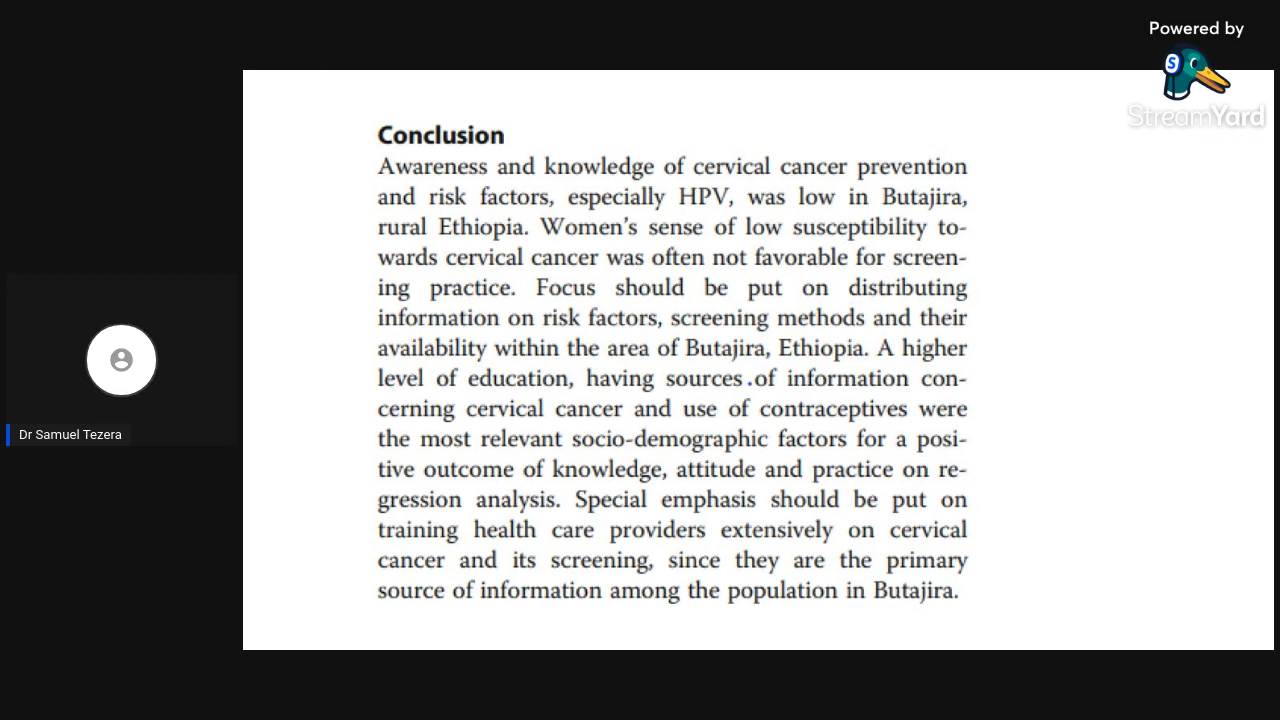 Powered by
StreamYard
Conclusion
Awareness and knowledge of cervical cancer prevention
and risk factors, especially HPV, was low in Butajira,
rural Ethiopia. Women’s sense of low susceptibility to-
wards cervical cancer was often not favorable for screen-
ing practice. Focus should be put on distributing
information on risk factors, screening methods and their
availability within the area of Butajira, Ethiopia. A higher
level of education, having sources of information con-
cerning cervical cancer and use of contraceptives were
the most relevant socio-demographic factors for a posi-
tive outcome of knowledge, attitude and practice on re-
gression analysis. Special emphasis should be put on
training health care providers extensively on cervical
cancer and its screening, since they are the primary
source of information among the population in Butajira.
Dr Samuel Tezera